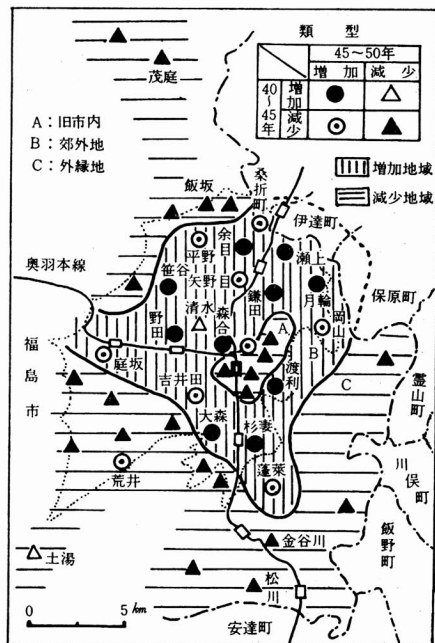 類型
45〜50年
増加 減少
40〜45年
増加
減少
A:旧市内
B:郊外地
C:外縁地
増加地域
減少地域
茂庭
飯坂
桑折町
伊達町
余目
平野
瀬上
奥羽本線
笹谷
矢野目
鎌田
月輪
保原町
清水
岡山
野田
森合
A
B
C
霊山町
福島市
庭坂
渡利
吉井田
大森
杉妻
川俣町
荒井
蓬萊
飯野町
金谷川
土湯
松川
0 5km
安達町